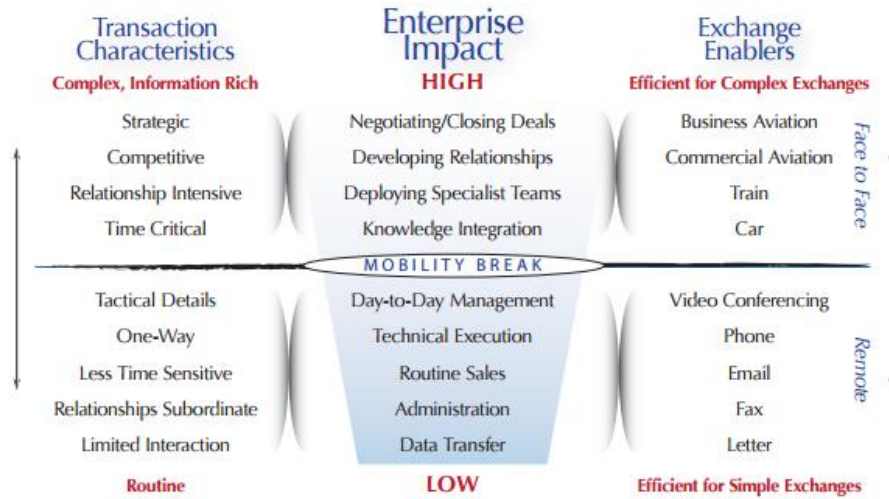 Transaction
Characteristics
Complex, Information Rich
Strategic
Competitive
Relationship Intensive
Time Critical
Tactical Details
One-Way
Less Time Sensitive
Relationships Subordinate
Limited Interaction
Routine
Enterprise
Impact
HIGH
Negotiating/Closing Deals
Developing Relationships
Deploying Specialist Teams
Knowledge Integration
MOBILITY BREAK
Day-to-Day Management
Technical Execution
Routine Sales
Administration
Data Transfer
LOW
Exchange
Enablers
Efficient for Complex Exchanges
Business Aviation
Commercial Aviation
Train
Car
Face to Face
Video Conferencing
Phone
Email
Fax
Letter
Remote
Efficient for Simple Exchanges